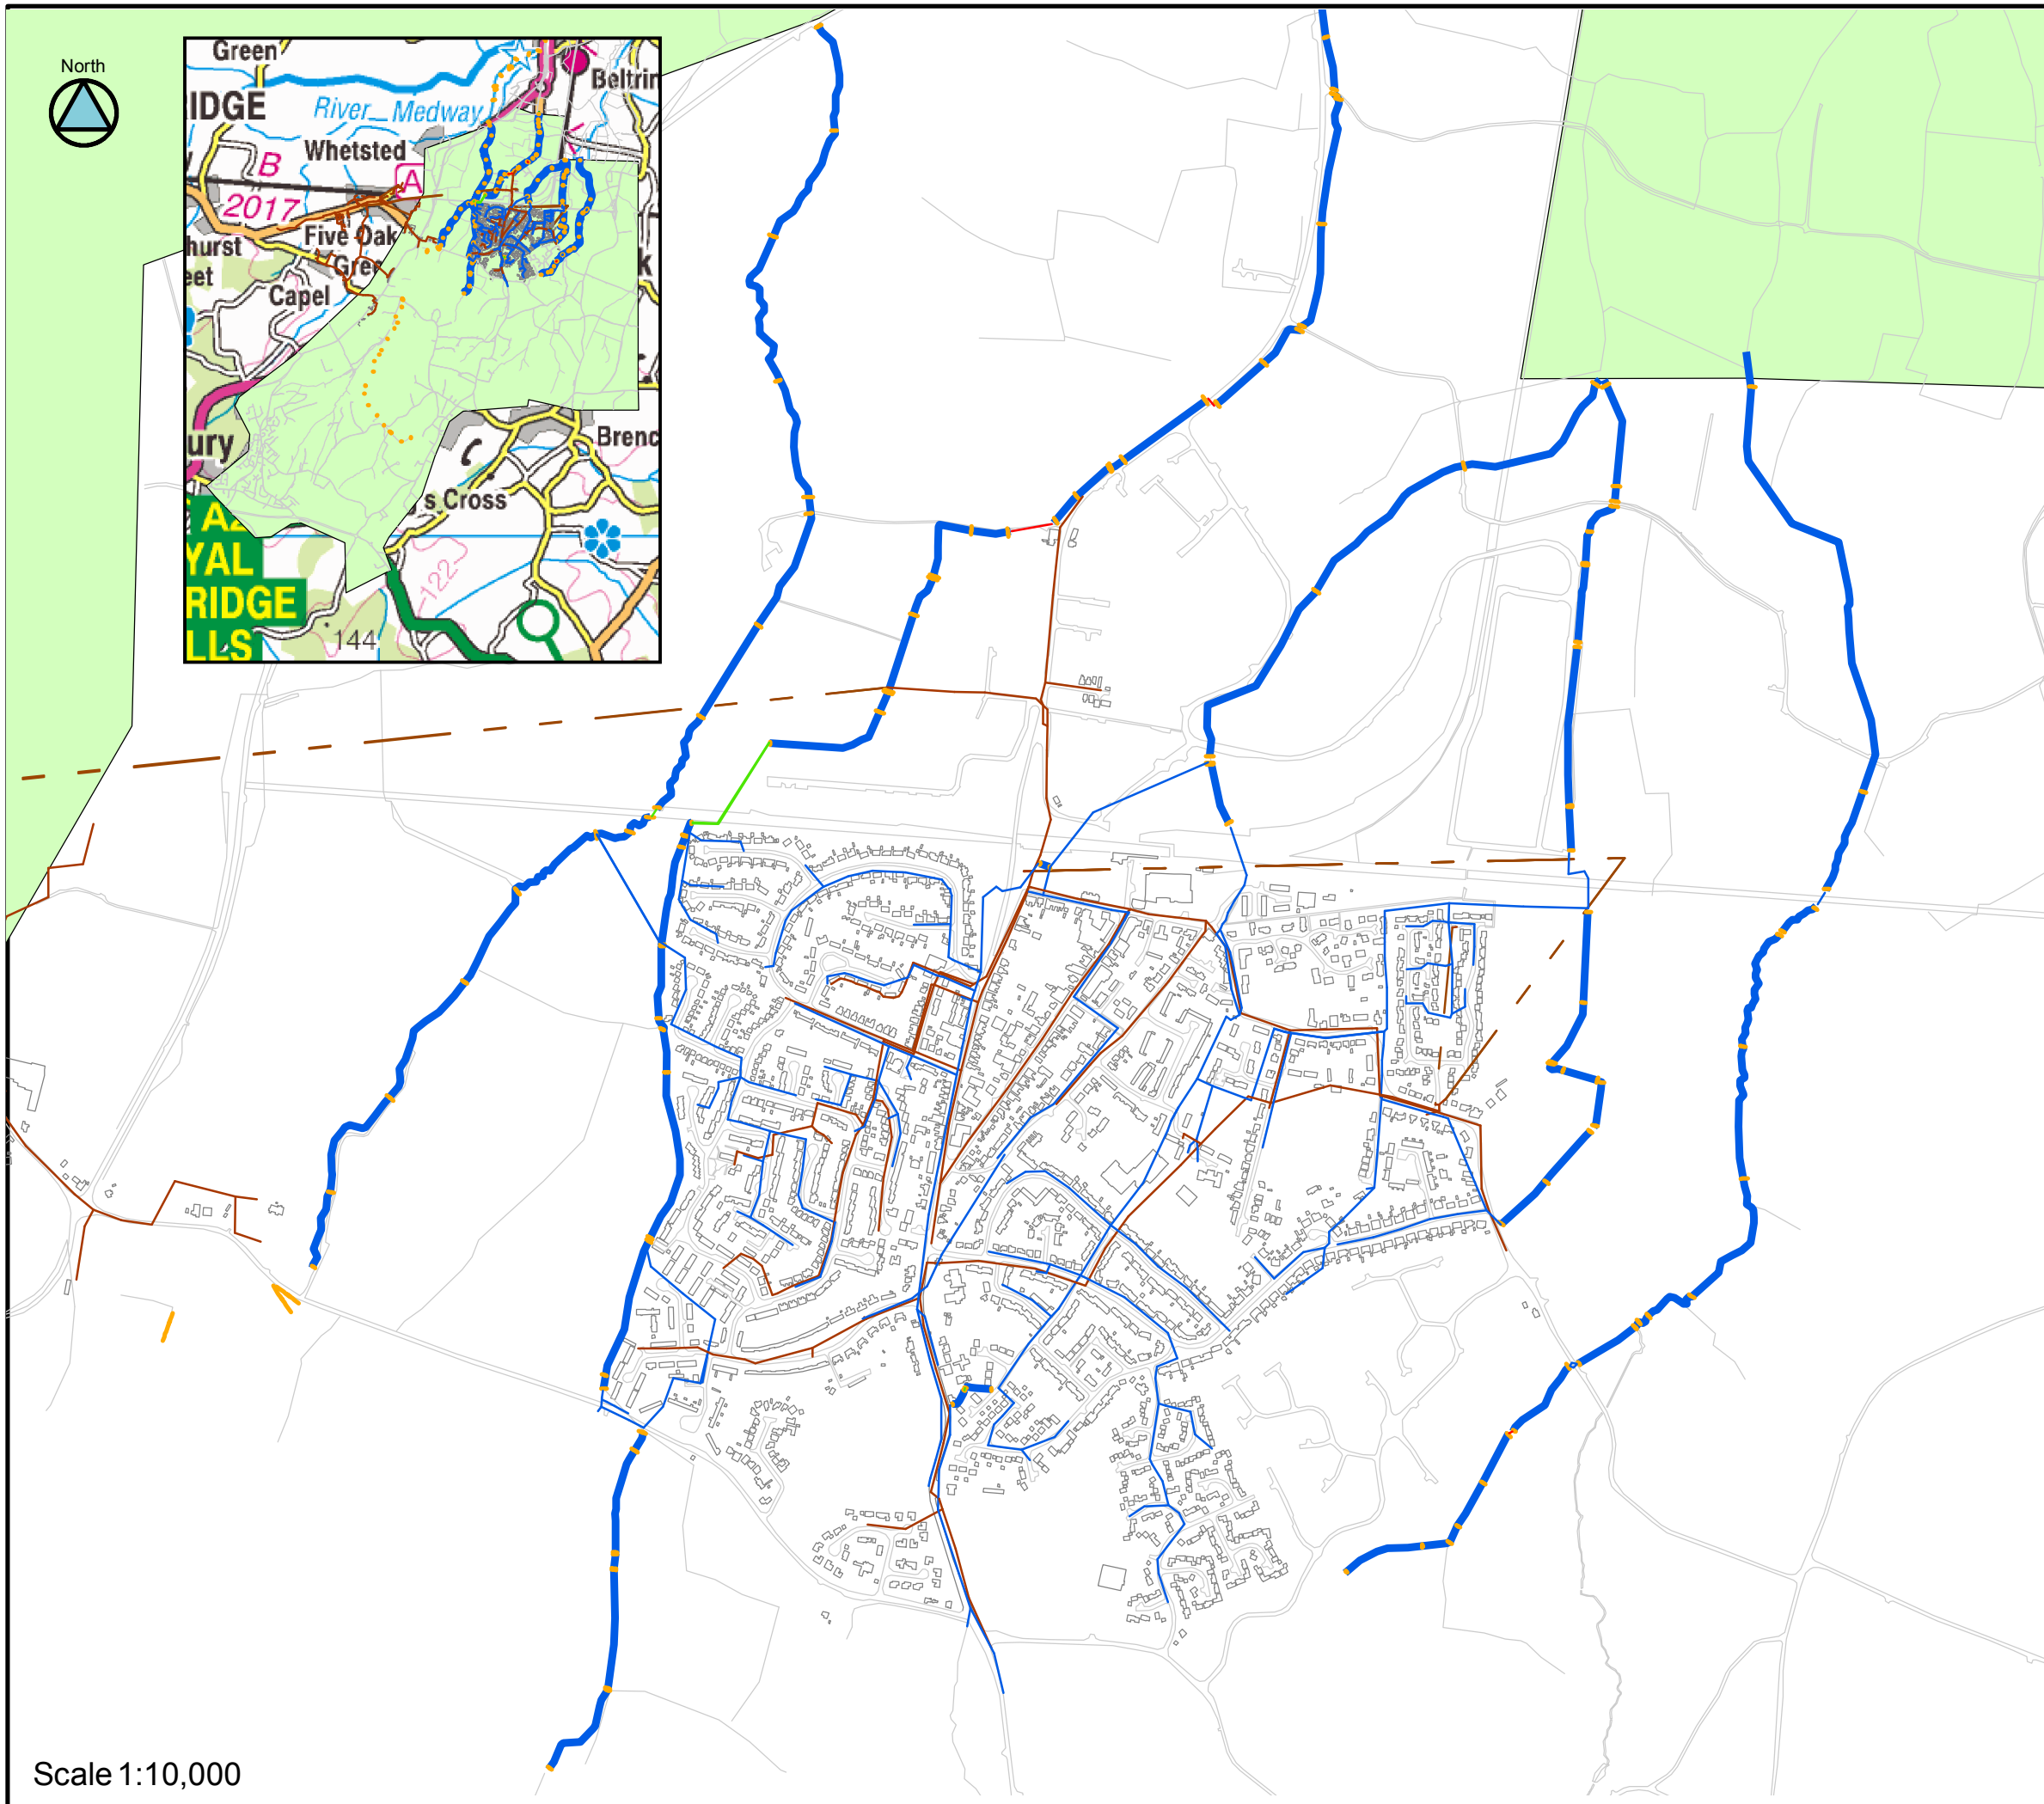 North
Green
Beltrin
IDGE
River Medway
Whetsted
B
A
2017
Five Oak
Gree
hurst
eet
k
Capel
ury
Brenc
s Cross
A2
YAL
RIDGE
LLS
122
144
Scale 1:10,000